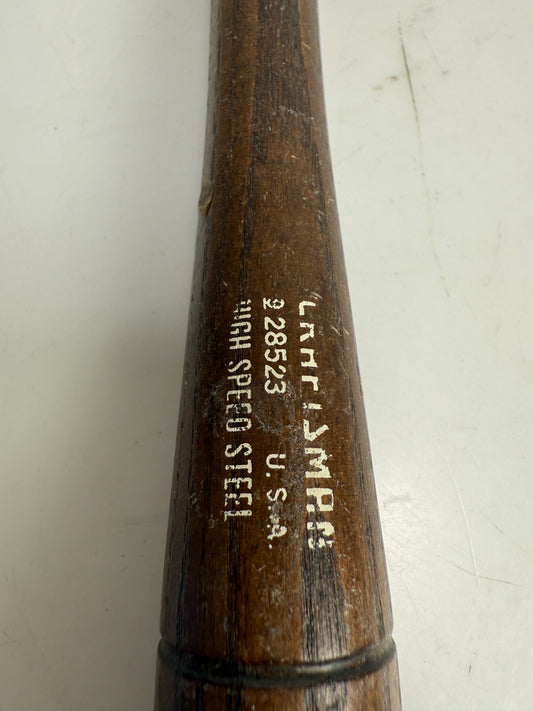 CRAFTSMAN
9 28523 U.S.A.
HIGH SPEED STEEL